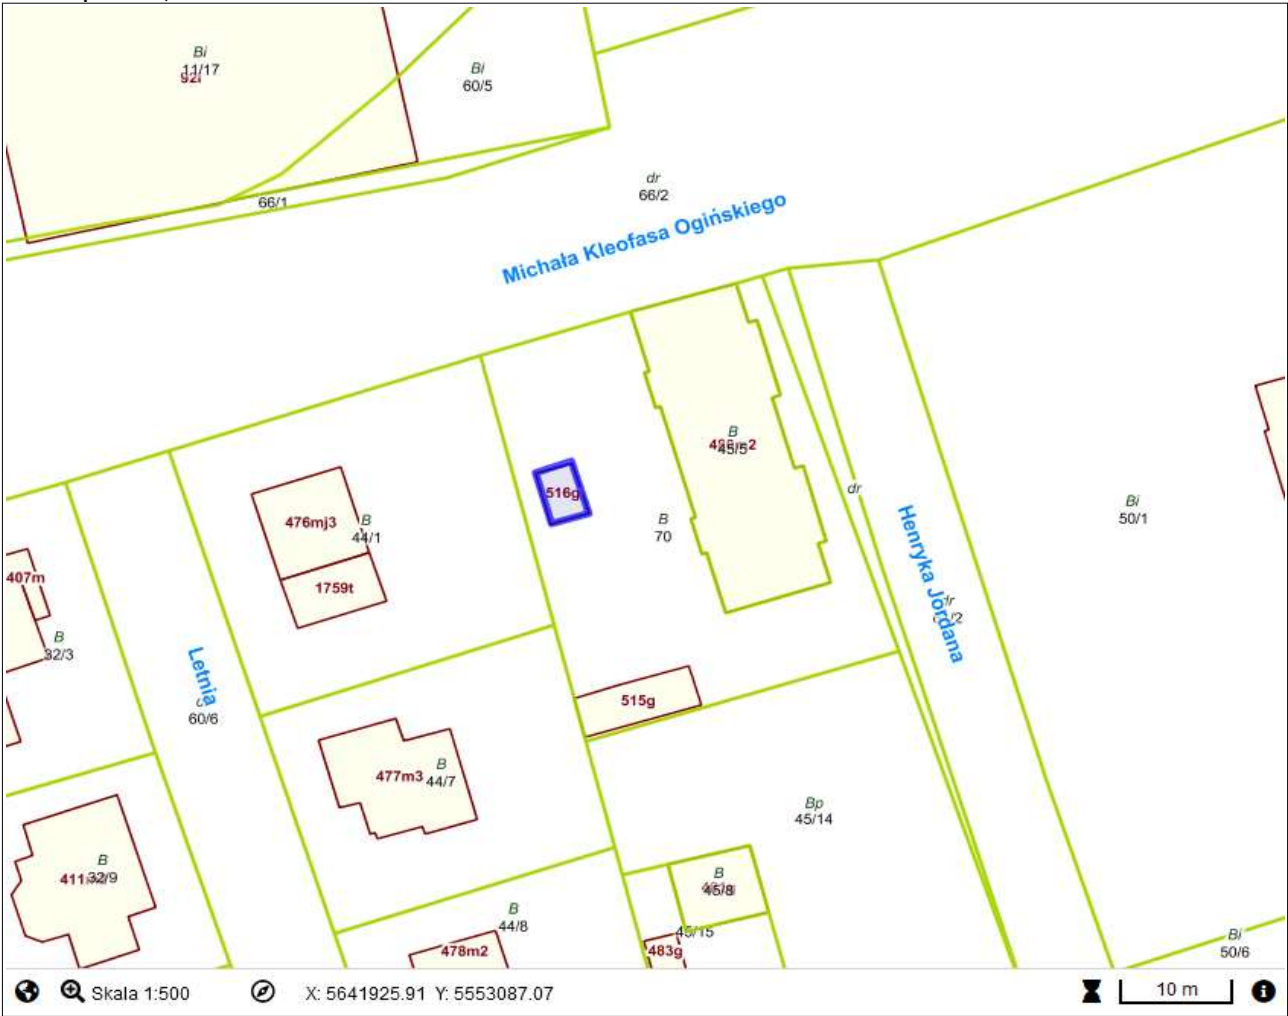 Bi
11/17
92i
Bi
60/5
66/1
dr
66/2
Michała Kleofasa Ogińskiego
B
45/5
516g
476mj3
B
44/1
dr
Bi
50/1
B
70
407m
1759t
Henryka Jordana
B
32/3
Letnia
60/6
515g
477m3
B
44/7
Bp
45/14
B
32/9
B
45/8
B
44/8
45/15
478m2
483g
Bi
50/6
Skala 1:500
X: 5641925.91 Y: 5553087.07
10 m